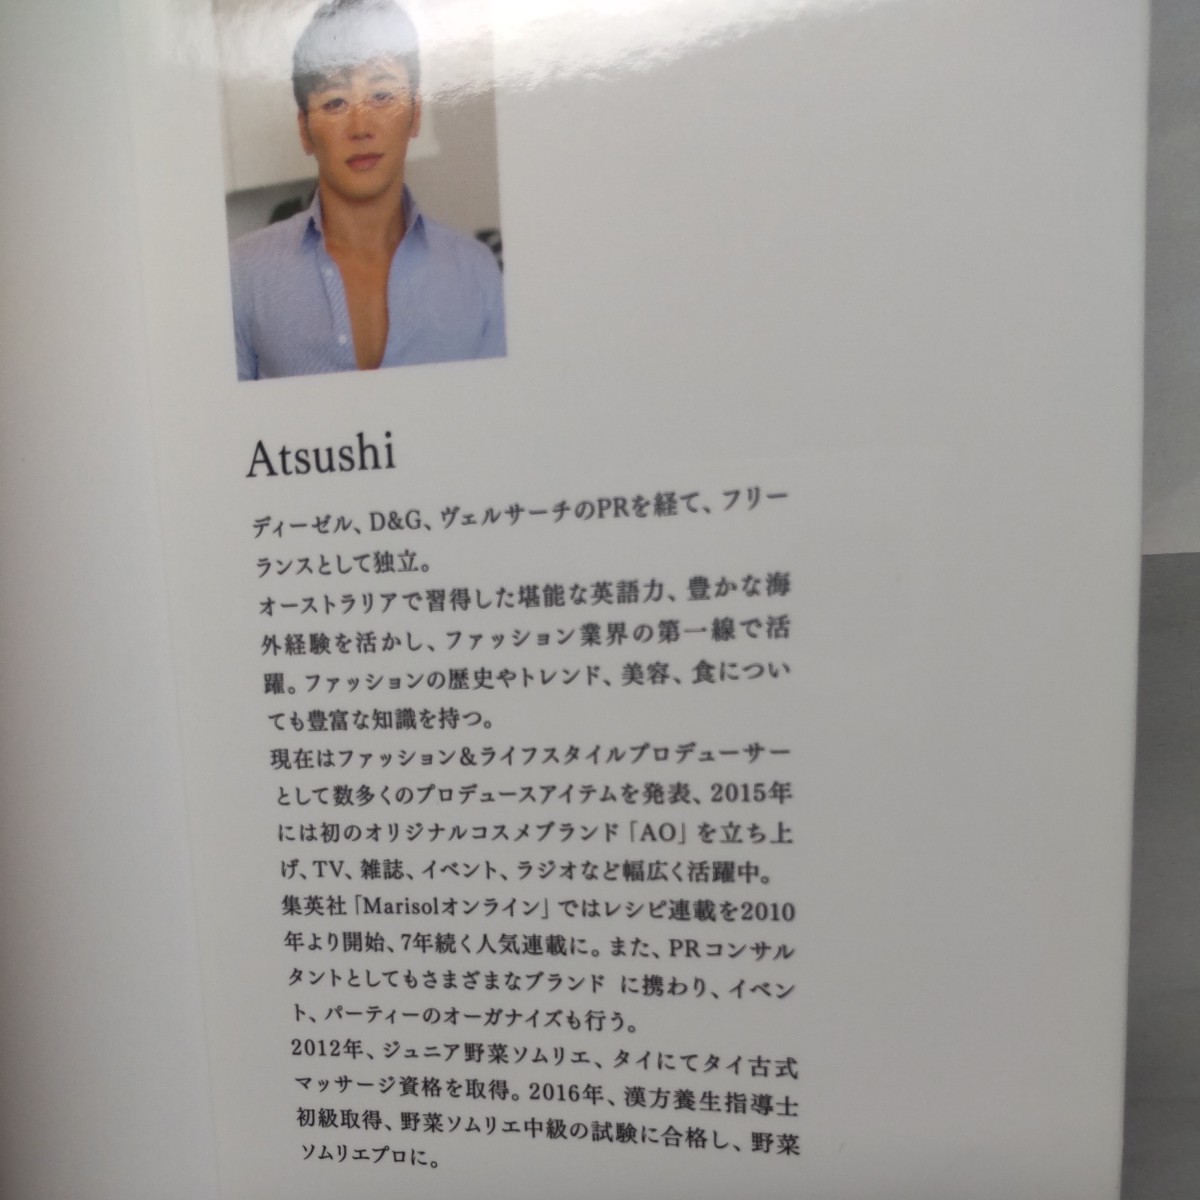 Atsushi
ディーゼル、D&G、ヴェルサーチのPRを経て、フリー
ランスとして独立。
オーストラリアで習得した堪能な英語力、豊かな海
外経験を活かし、ファッション業界の第一線で活
躍。ファッションの歴史やトレンド、美容、食につい
ても豊富な知識を持つ。
現在はファッション&ライフスタイルプロデューサー
として数多くのプロデュースアイテムを発表、2015年
には初のオリジナルコスメブランド「AO」を立ち上
げ、TV、雑誌、イベント、ラジオなど幅広く活躍中。
集英社「Marisolオンライン」ではレシピ連載を2010
年より開始、7年続く人気連載に。また、PRコンサル
タントとしてもさまざまなブランド に携わり、イベン
ト、パーティーのオーガナイズも行う。
2012年、ジュニア野菜ソムリエ、タイにてタイ古式
マッサージ資格を取得。2016年、漢方養生指導士
初級取得、野菜ソムリエ中級の試験に合格し、野菜
ソムリエプロに。